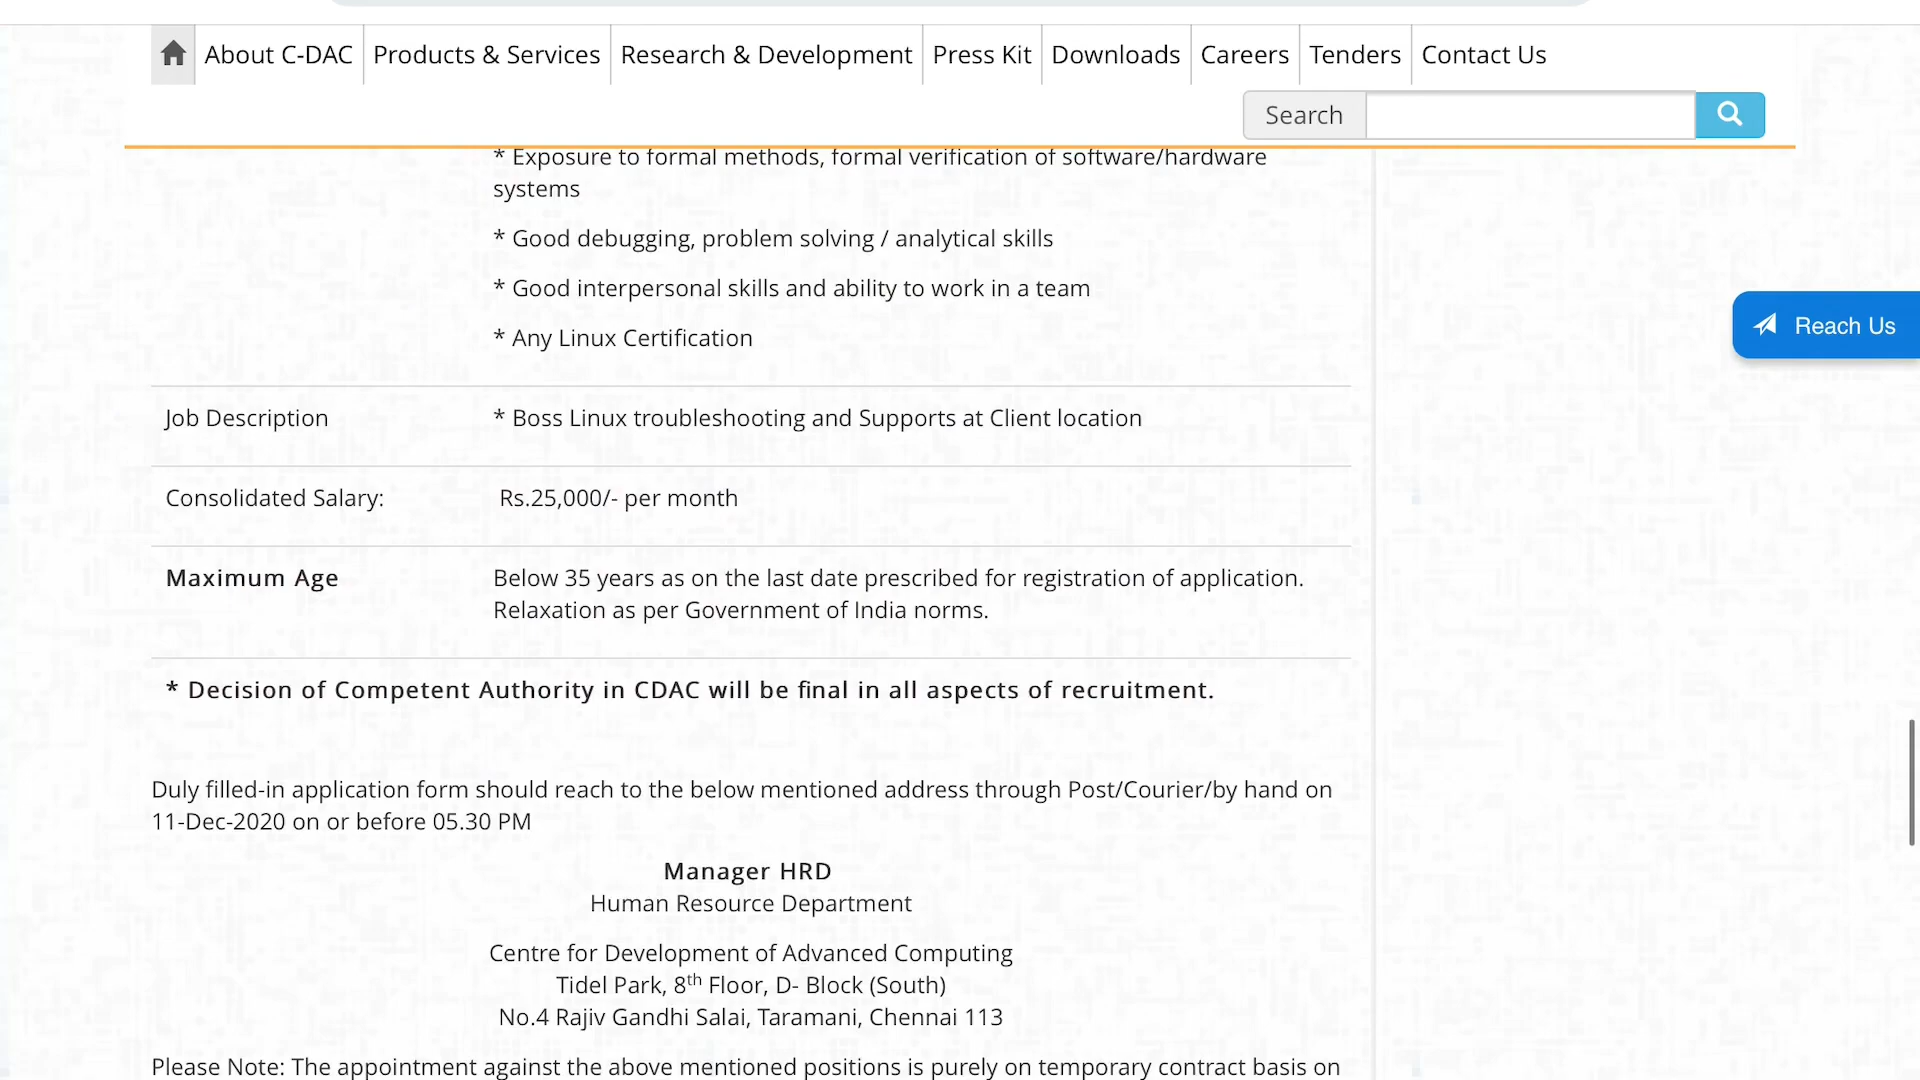 About C-DAC
Products & Services
Research & Development
Press Kit
Downloads
Careers
Tenders
Contact Us
Search
* Exposure to formal methods, formal verification of software/hardware
systems
* Good debugging, problem solving / analytical skills
* Good interpersonal skills and ability to work in a team
* Any Linux Certification
Reach Us
Job Description
* Boss Linux troubleshooting and Supports at Client location
Consolidated Salary:
Rs.25,000/- per month
Maximum Age
Below 35 years as on the last date prescribed for registration of application.
Relaxation as per Government of India norms.
* Decision of Competent Authority in CDAC will be final in all aspects of recruitment.
Duly filled-in application form should reach to the below mentioned address through Post/Courier/by hand on
11-Dec-2020 on or before 05.30 PM
Manager HRD
Human Resource Department
Centre for Development of Advanced Computing
Tidel Park, 8th Floor, D- Block (South)
No.4 Rajiv Gandhi Salai, Taramani, Chennai 113
Please Note: The appointment against the above mentioned positions is purely on temporary contract basis on